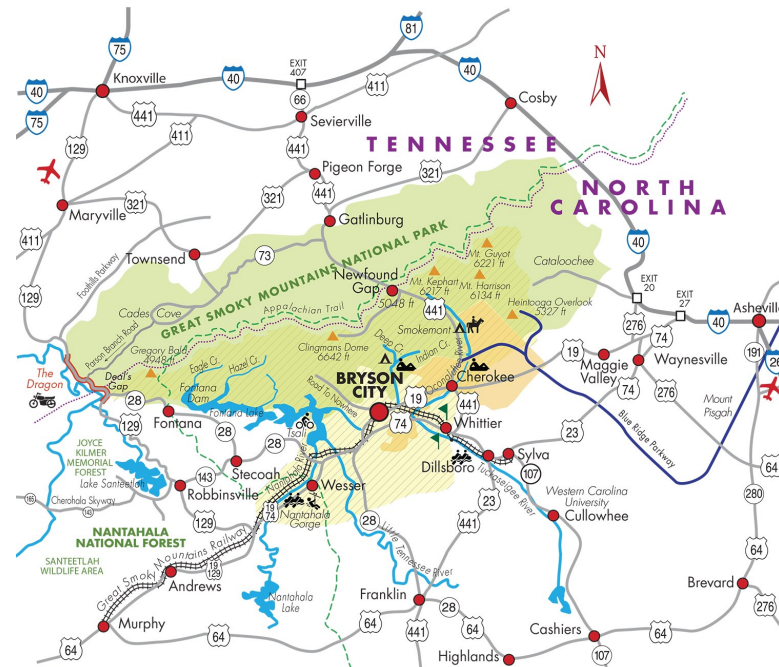 75
81
EXIT
407
Knoxville
40
40
40
411
66
75
441
Cosby
Sevierville
411
129
441
TENNESSEE
N
Pigeon Forge
321
321
441
321
NORTH
CAROLINA
Maryville
Gatlinburg
411
Townsend
73
GREAT SMOKY MOUNTAINS NATIONAL PARK
Foothills Parkway
Mt. Guyot
6221 ft
40
Newfound
Gap
5048 ft
Mt. Kephart
6217 ft
Mt. Harrison
6134 ft
Cataloochee
EXIT
20
EXIT
27
129
Cades Cove
Appalachian Trail
441
Heintooga Overlook
5327 ft
Asheville
Parson Branch Road
Smokemont
276
40
Gregory Bald
4948 ft
Clingmans Dome
6642 ft
Deep Cr.
Indian Cr.
74
191
26
The
Dragon
Deal's
Gap
Eagle Cr.
Hazel Cr.
Oconaluftee River
19
Maggie
Valley
Waynesville
Fontana
Dam
Road To Nowhere
BRYSON
CITY
Cherokee
28
19
441
74
276
Mount
Pisgah
Fontana
Fontana Lake
Tsali
74
Whittier
Blue Ridge Parkway
129
28
28
23
JOYCE
KILMER
MEMORIAL
FOREST
Stecoah
Nantahala River
Dillsboro
Sylva
64
Lake Santeetlah
143
Wesser
Tuckaseigee River
107
165
Cherohala Skyway
143
Robbinsville
19
74
Nantahala
Gorge
23
Western Carolina
University
280
NANTAHALA
NATIONAL FOREST
129
28
441
Cullowhee
SANTEETLAH
WILDLIFE AREA
Great Smoky Mountains Railway
19
129
Little Tennessee River
64
Andrews
Nantahala
Lake
Franklin
28
Brevard
276
Murphy
64
64
64
441
64
Cashiers
64
Highlands
107